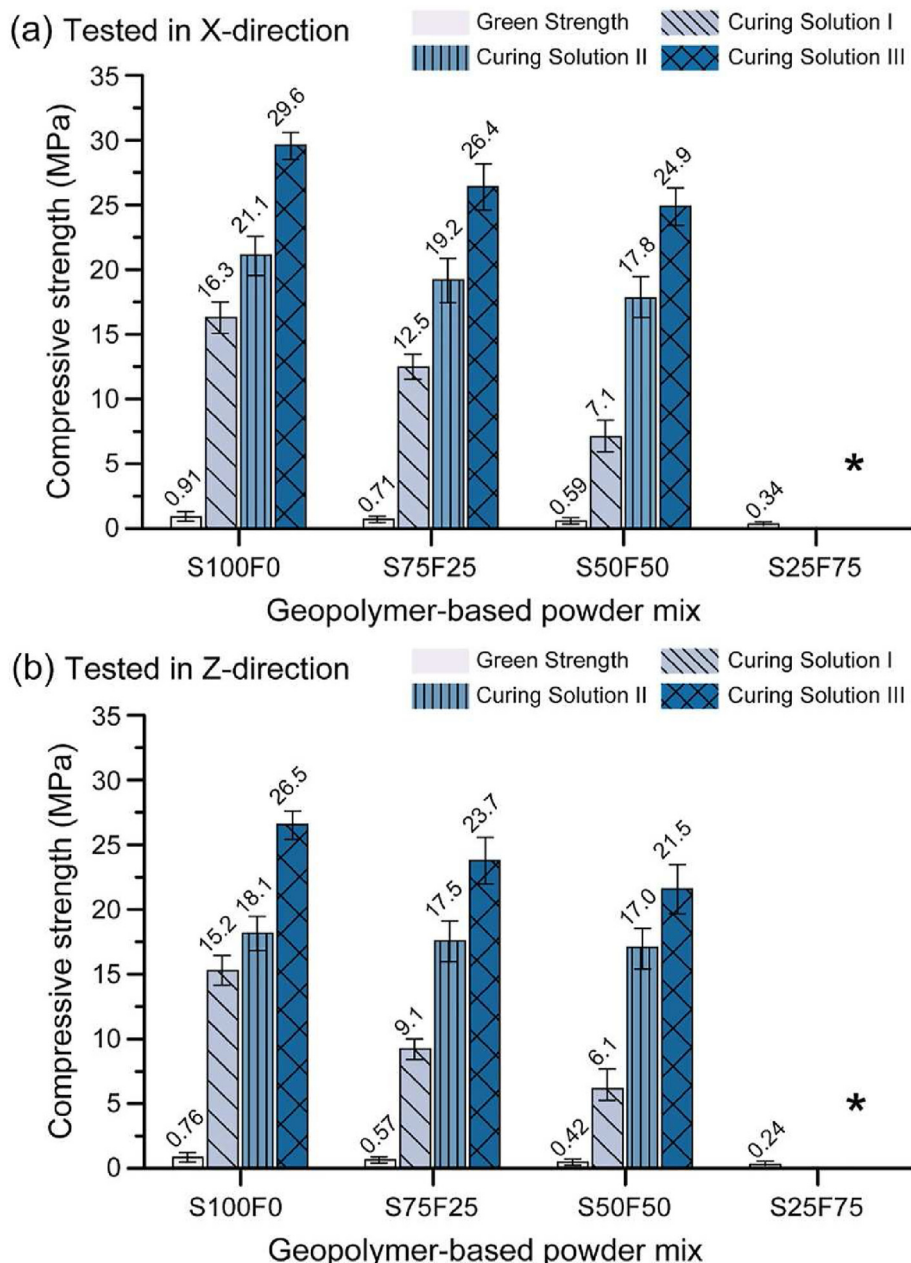 (a) Tested in X-direction
Green Strength
Curing Solution I
Curing Solution II
Curing Solution III
Compressive strength (MPa)
35
30
25
20
15
10
5
0
0.91
16.3
21.1
29.6
0.71
12.5
19.2
26.4
0.59
7.1
17.8
24.9
0.34
*
S100F0
S75F25
S50F50
S25F75
Geopolymer-based powder mix
(b) Tested in Z-direction
Green Strength
Curing Solution I
Curing Solution II
Curing Solution III
Compressive strength (MPa)
35
30
25
20
15
10
5
0
0.76
15.2
18.1
26.5
0.57
9.1
17.5
23.7
0.42
6.1
17.0
21.5
0.24
*
S100F0
S75F25
S50F50
S25F75
Geopolymer-based powder mix